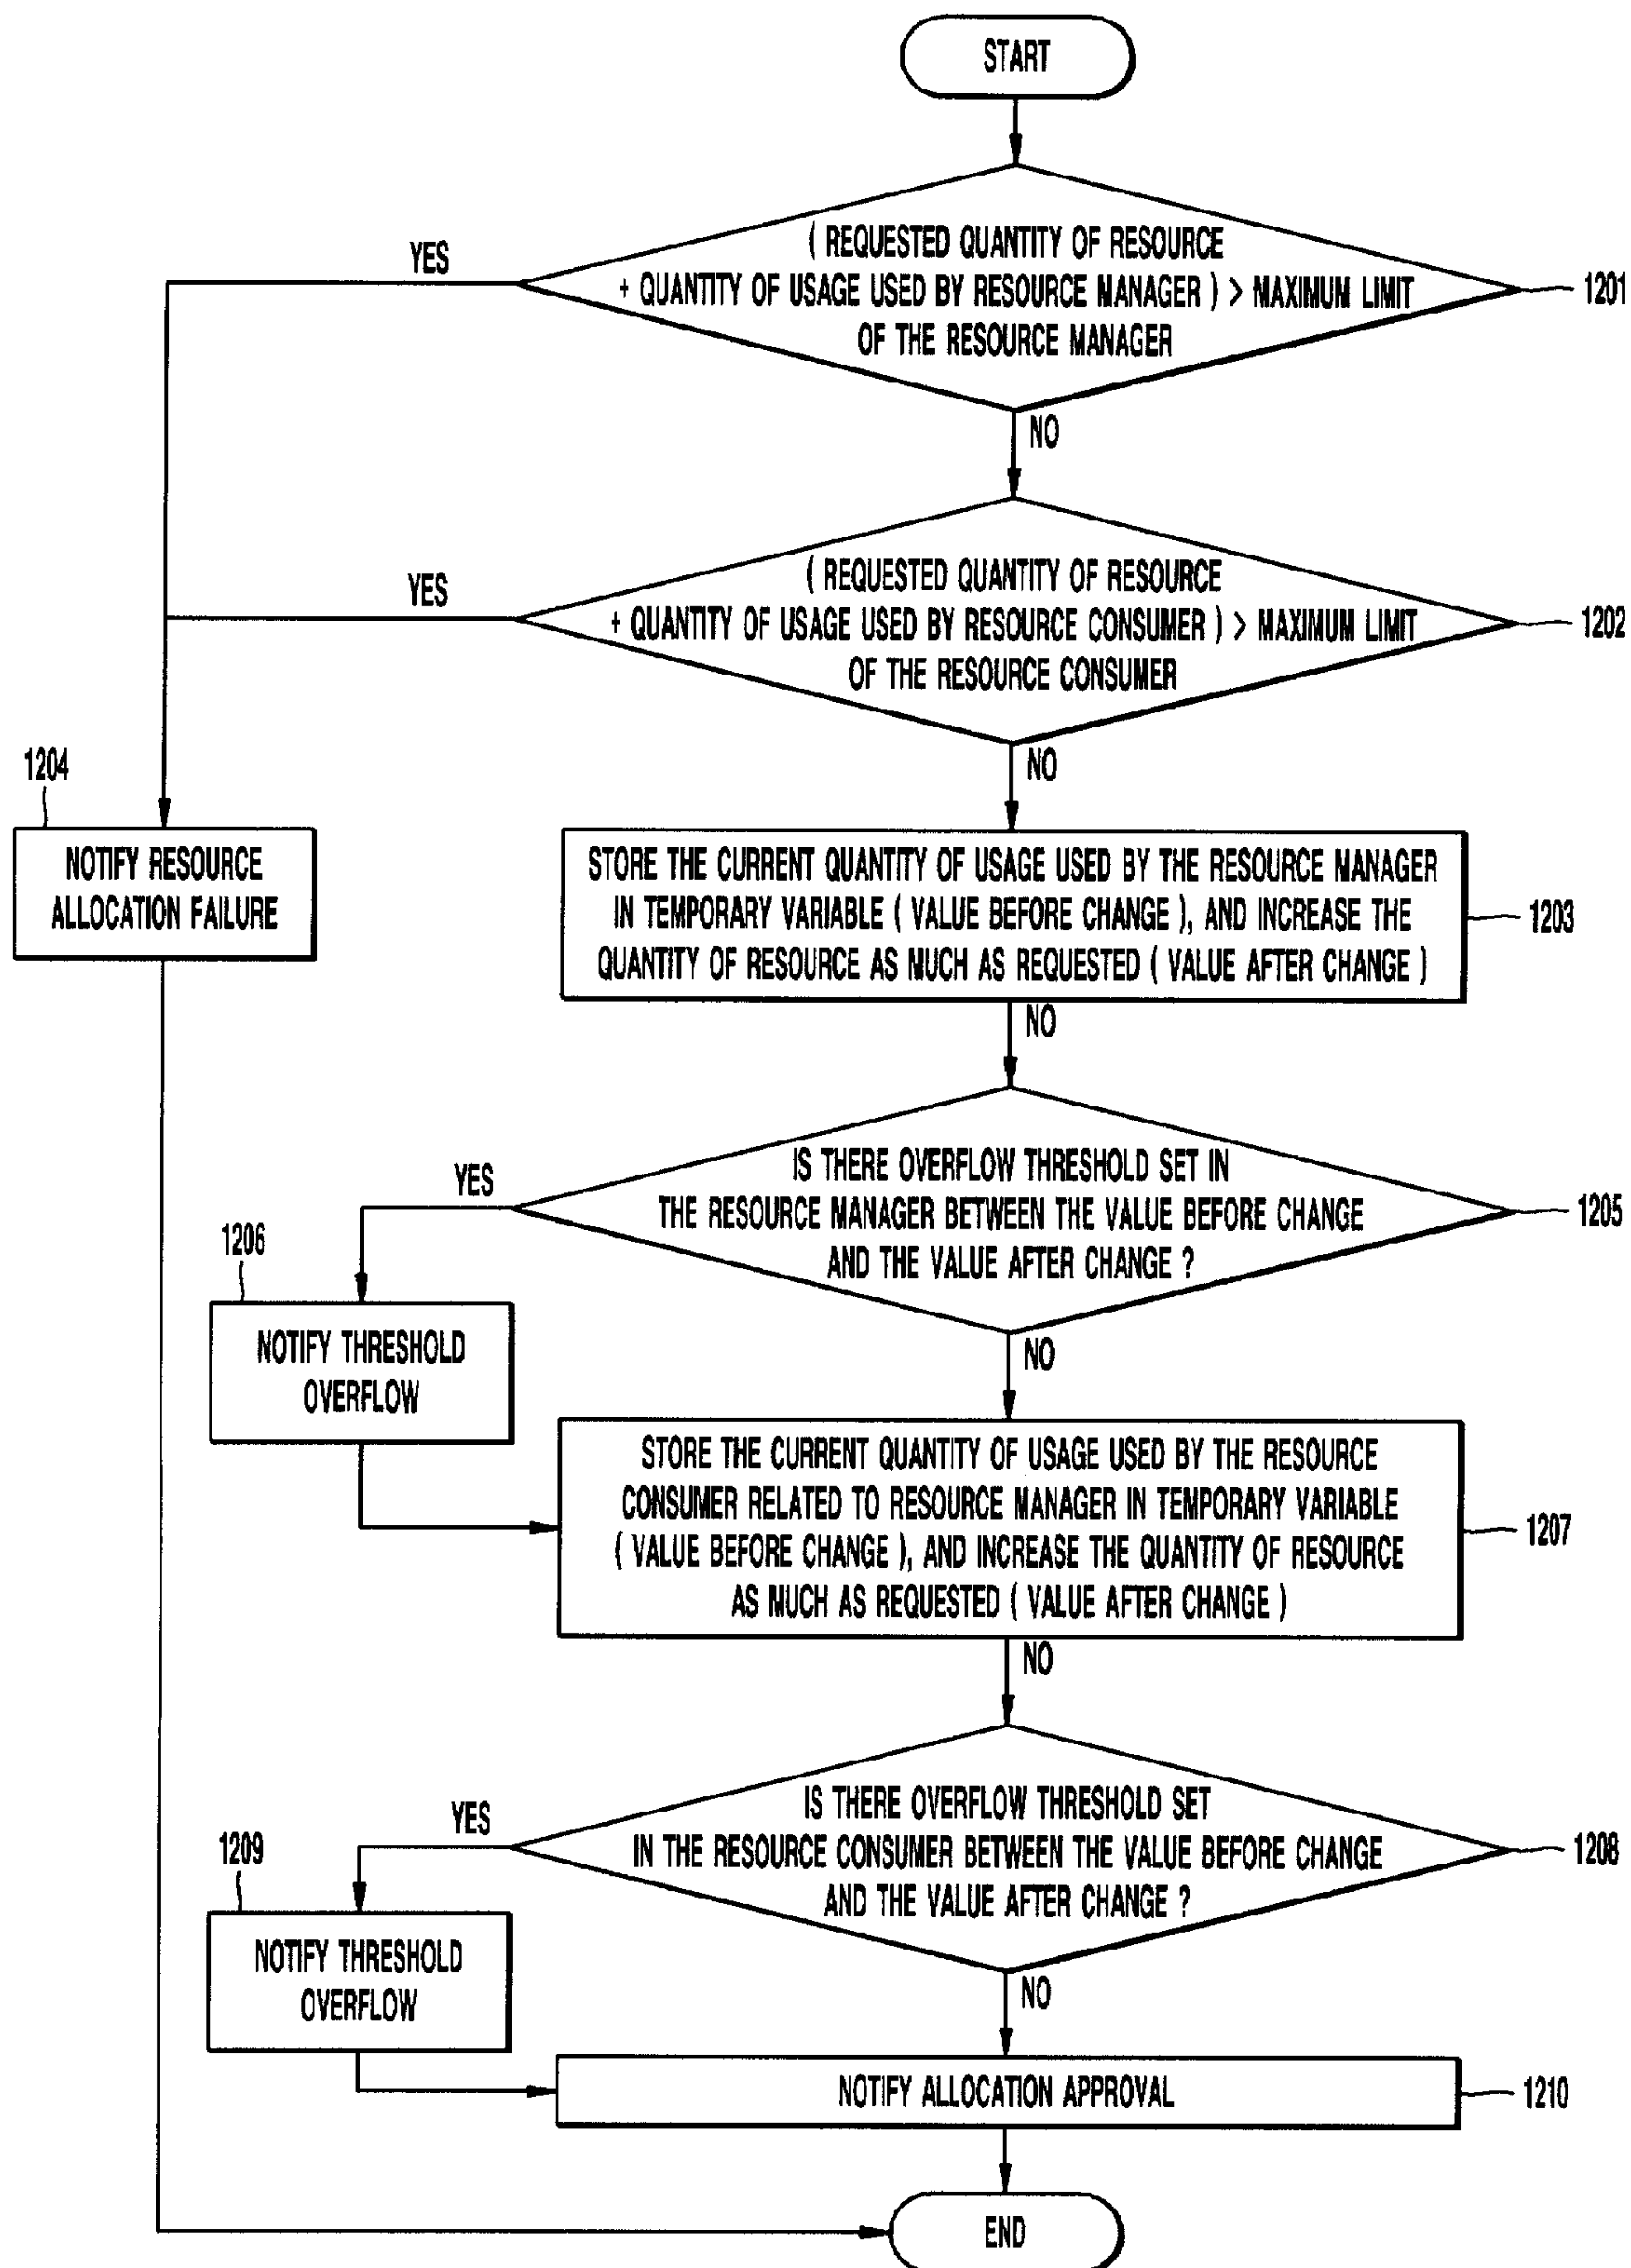 START
( REQUESTED QUANTITY OF RESOURCE
+ QUANTITY OF USAGE USED BY RESOURCE MANAGER ) > MAXIMUM LIMIT
OF THE RESOURCE MANAGER
YES
1201
NO
( REQUESTED QUANTITY OF RESOURCE
+ QUANTITY OF USAGE USED BY RESOURCE CONSUMER ) > MAXIMUM LIMIT
OF THE RESOURCE CONSUMER
YES
1202
NO
1204
NOTIFY RESOURCE
ALLOCATION FAILURE
STORE THE CURRENT QUANTITY OF USAGE USED BY THE RESOURCE MANAGER
IN TEMPORARY VARIABLE ( VALUE BEFORE CHANGE ), AND INCREASE THE
QUANTITY OF RESOURCE AS MUCH AS REQUESTED ( VALUE AFTER CHANGE )
1203
NO
IS THERE OVERFLOW THRESHOLD SET IN
THE RESOURCE MANAGER BETWEEN THE VALUE BEFORE CHANGE
AND THE VALUE AFTER CHANGE ?
YES
1205
1206
NOTIFY THRESHOLD
OVERFLOW
NO
STORE THE CURRENT QUANTITY OF USAGE USED BY THE RESOURCE
CONSUMER RELATED TO RESOURCE MANAGER IN TEMPORARY VARIABLE
( VALUE BEFORE CHANGE ), AND INCREASE THE QUANTITY OF RESOURCE
AS MUCH AS REQUESTED ( VALUE AFTER CHANGE )
1207
NO
IS THERE OVERFLOW THRESHOLD SET
IN THE RESOURCE CONSUMER BETWEEN THE VALUE BEFORE CHANGE
AND THE VALUE AFTER CHANGE ?
YES
1208
1209
NOTIFY THRESHOLD
OVERFLOW
NO
NOTIFY ALLOCATION APPROVAL
1210
END